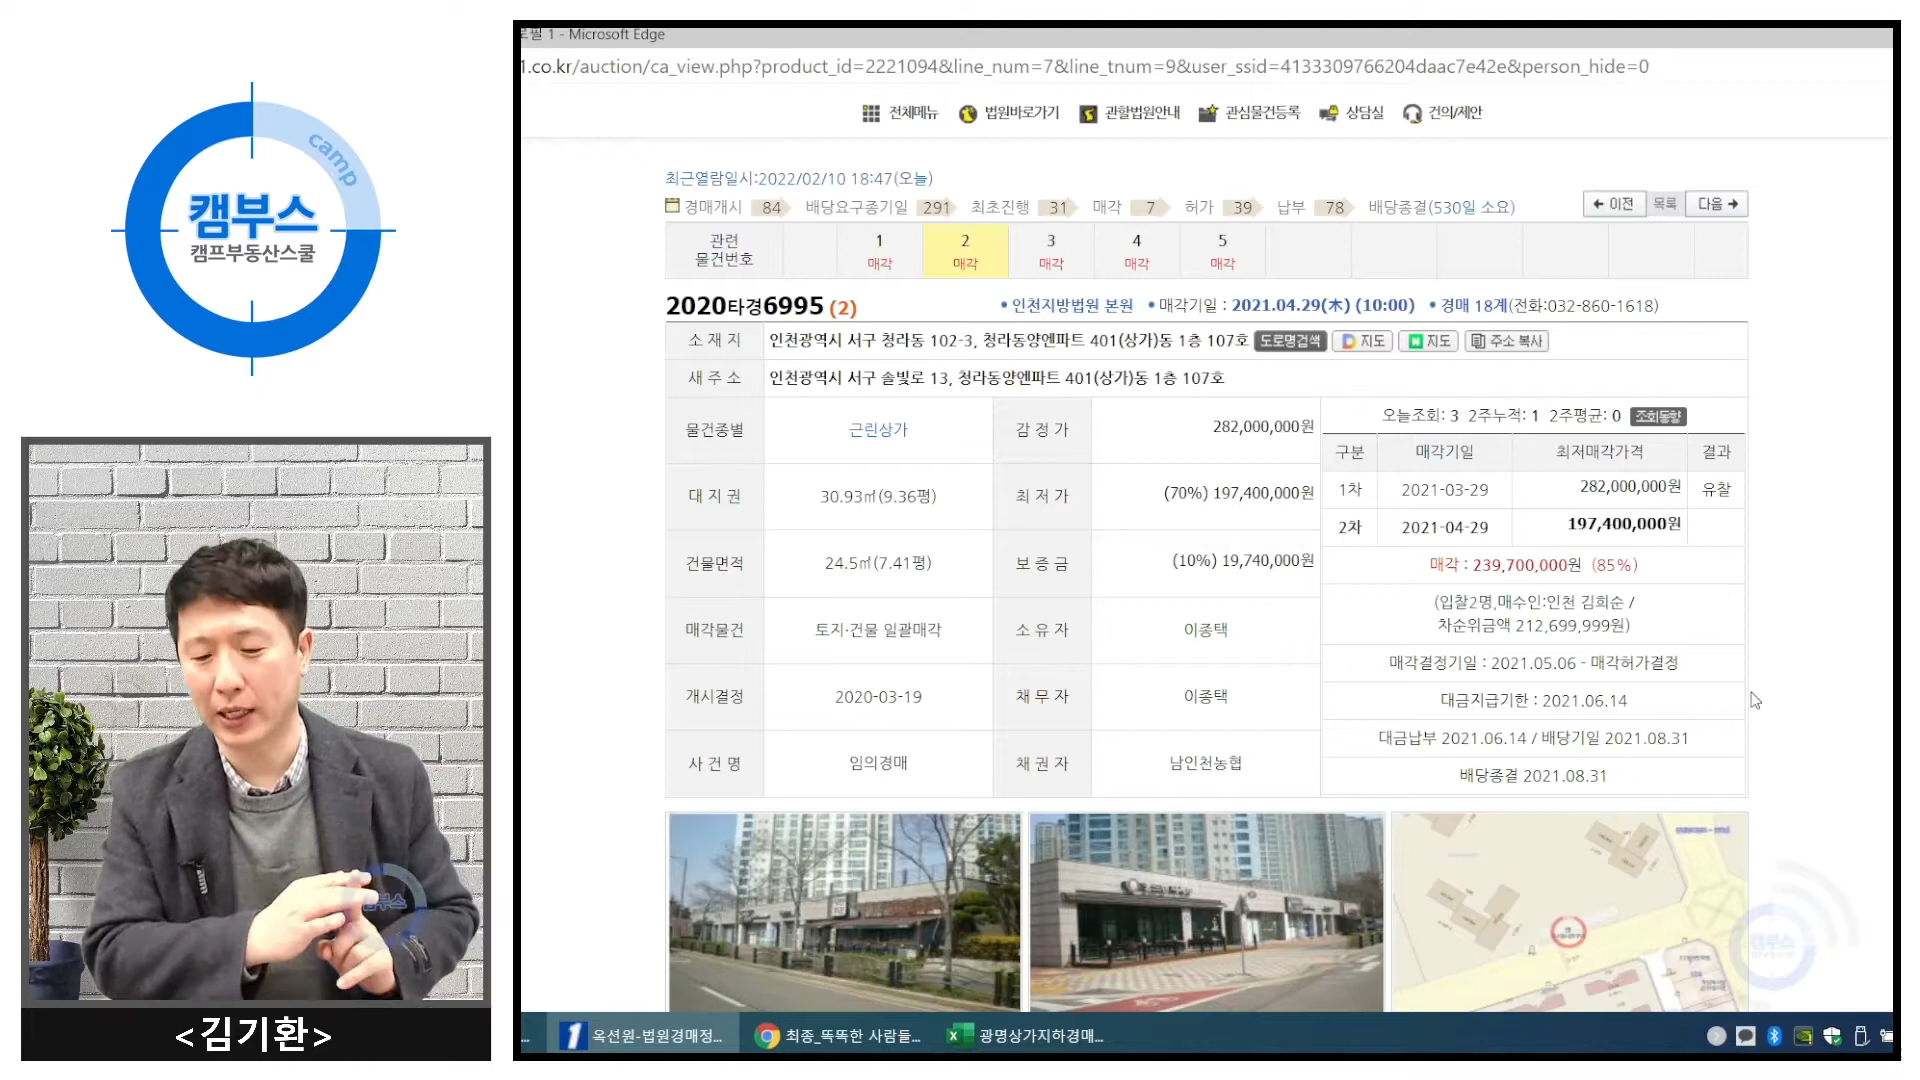 camp
캠부스
캠프부동산스쿨
<김기환>
로필 1 - Microsoft Edge
1.co.kr/auction/ca_view.php?product_id=2221094&line_num=7&line_tnum=9&user_ssid=4133309766204daac7e42e&person_hide=0
전체메뉴 법원바로가기 관할법원안내 관심물건등록 상담실 건의/제안
최근열람일시:2022/02/10 18:47(오늘)
경매개시 84 배당요구종기일 291 최초진행 31 매각 7 허가 39 납부 78 배당종결(530일 소요)
이전 목록 다음
관련 물건번호 1 매각 2 매각 3 매각 4 매각 5 매각
2020타경6995 (2) • 인천지방법원 본원 • 매각기일 : 2021.04.29(木) (10:00) • 경매 18계(전화:032-860-1618)
소 재 지 인천광역시 서구 청라동 102-3, 청라동양엔파트 401(상가)동 1층 107호 도로명검색 지도 지도 주소 복사
새 주 소 인천광역시 서구 솔빛로 13, 청라동양엔파트 401(상가)동 1층 107호
물건종별 근린상가 감 정 가 282,000,000원
대 지 권 30.93㎡(9.36평) 최 저 가 (70%) 197,400,000원
건물면적 24.5㎡(7.41평) 보 증 금 (10%) 19,740,000원
매각물건 토지·건물 일괄매각 소 유 자 이종택
개시결정 2020-03-19 채 무 자 이종택
사 건 명 임의경매 채 권 자 남인천농협
오늘조회: 3 2주누적: 1 2주평균: 0 조회동향
구분 매각기일 최저매각가격 결과
1차 2021-03-29 282,000,000원 유찰
2차 2021-04-29 197,400,000원
매각 : 239,700,000원 (85%)
(입찰2명,매수인:인천 김희순 /
차순위금액 212,699,999원)
매각결정기일 : 2021.05.06 - 매각허가결정
대금지급기한 : 2021.06.14
대금납부 2021.06.14 / 배당기일 2021.08.31
배당종결 2021.08.31
캠부스
옥션원-법원경매정... 최종_똑똑한 사람들... 광명상가지하경매...